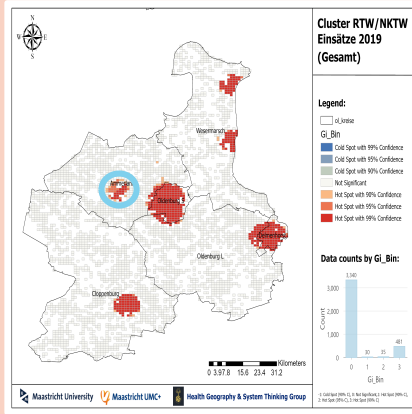 N
W E
S
Cluster RTW/NKTW
Einsätze 2019
(Gesamt)
Legend:
ol_kreise
Gi_Bin
Cold Spot with 99% Confidence
Cold Spot with 95% Confidence
Cold Spot with 90% Confidence
Not Significant
Hot Spot with 90% Confidence
Hot Spot with 95% Confidence
Hot Spot with 99% Confidence
Wesermarsch
Oldenburg
Delmenhorst
Oldenburg L
Cloppenburg
Data counts by Gi_Bin:
3,340
3,000
2,000
1,000
0
Count
30 35 481
0 1 2 3
Gi_Bin
Kilometers
0 3.9 7.8 15.6 23.4 31.2
Maastricht University
Maastricht UMC+
Health Geography & System Thinking Group